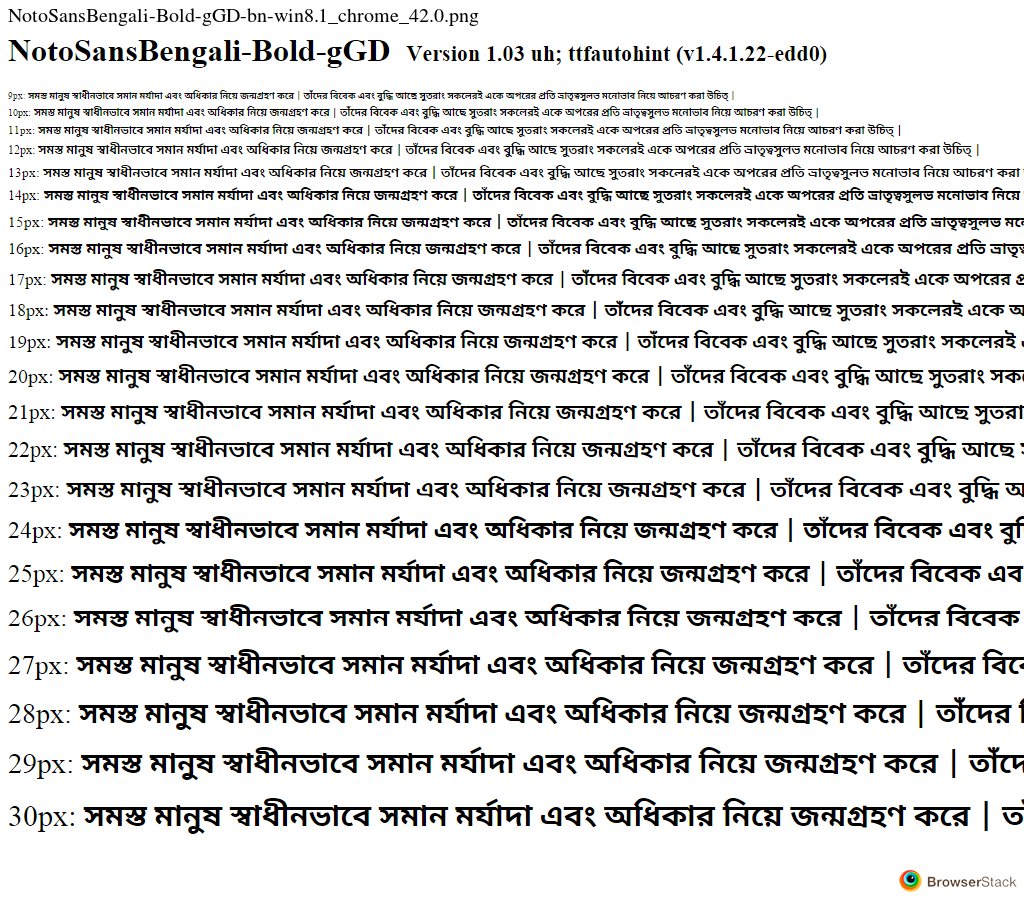 NotoSansBengali-Bold-gGD-bn-win8.1_chrome_42.0.png
NotoSansBengali-Bold-gGD Version 1.03 uh; ttfautohint (v1.4.1.22-edd0)
9px: সমস্ত মানুষ স্বাধীনভাবে সমান মর্যাদা এবং অধিকার নিয়ে জন্মগ্রহণ করে | তাঁদের বিবেক এবং বুদ্ধি আছে সুতরাং সকলেরই একে অপরের প্রতি ভ্রাতৃত্বসুলভ মনোভাব নিয়ে আচরণ করা উচিত্ |
10px: সমস্ত মানুষ স্বাধীনভাবে সমান মর্যাদা এবং অধিকার নিয়ে জন্মগ্রহণ করে | তাঁদের বিবেক এবং বুদ্ধি আছে সুতরাং সকলেরই একে অপরের প্রতি ভ্রাতৃত্বসুলভ মনোভাব নিয়ে আচরণ করা উচিত্ |
11px: সমস্ত মানুষ স্বাধীনভাবে সমান মর্যাদা এবং অধিকার নিয়ে জন্মগ্রহণ করে | তাঁদের বিবেক এবং বুদ্ধি আছে সুতরাং সকলেরই একে অপরের প্রতি ভ্রাতৃত্বসুলভ মনোভাব নিয়ে আচরণ করা উচিত্ |
12px: সমস্ত মানুষ স্বাধীনভাবে সমান মর্যাদা এবং অধিকার নিয়ে জন্মগ্রহণ করে | তাঁদের বিবেক এবং বুদ্ধি আছে সুতরাং সকলেরই একে অপরের প্রতি ভ্রাতৃত্বসুলভ মনোভাব নিয়ে আচরণ করা উচিত্ |
13px: সমস্ত মানুষ স্বাধীনভাবে সমান মর্যাদা এবং অধিকার নিয়ে জন্মগ্রহণ করে | তাঁদের বিবেক এবং বুদ্ধি আছে সুতরাং সকলেরই একে অপরের প্রতি ভ্রাতৃত্বসুলভ মনোভাব নিয়ে আচরণ করা
14px: সমস্ত মানুষ স্বাধীনভাবে সমান মর্যাদা এবং অধিকার নিয়ে জন্মগ্রহণ করে | তাঁদের বিবেক এবং বুদ্ধি আছে সুতরাং সকলেরই একে অপরের প্রতি ভ্রাতৃত্বসুলভ মনোভাব নিয়ে
15px: সমস্ত মানুষ স্বাধীনভাবে সমান মর্যাদা এবং অধিকার নিয়ে জন্মগ্রহণ করে | তাঁদের বিবেক এবং বুদ্ধি আছে সুতরাং সকলেরই একে অপরের প্রতি ভ্রাতৃত্বসুলভ
16px: সমস্ত মানুষ স্বাধীনভাবে সমান মর্যাদা এবং অধিকার নিয়ে জন্মগ্রহণ করে | তাঁদের বিবেক এবং বুদ্ধি আছে সুতরাং সকলেরই একে অপরের প্রতি
17px: সমস্ত মানুষ স্বাধীনভাবে সমান মর্যাদা এবং অধিকার নিয়ে জন্মগ্রহণ করে | তাঁদের বিবেক এবং বুদ্ধি আছে সুতরাং সকলেরই একে অপরের
18px: সমস্ত মানুষ স্বাধীনভাবে সমান মর্যাদা এবং অধিকার নিয়ে জন্মগ্রহণ করে | তাঁদের বিবেক এবং বুদ্ধি আছে সুতরাং সকলেরই একে
19px: সমস্ত মানুষ স্বাধীনভাবে সমান মর্যাদা এবং অধিকার নিয়ে জন্মগ্রহণ করে | তাঁদের বিবেক এবং বুদ্ধি আছে সুতরাং সকলেরই
20px: সমস্ত মানুষ স্বাধীনভাবে সমান মর্যাদা এবং অধিকার নিয়ে জন্মগ্রহণ করে | তাঁদের বিবেক এবং বুদ্ধি আছে সুতরাং
21px: সমস্ত মানুষ স্বাধীনভাবে সমান মর্যাদা এবং অধিকার নিয়ে জন্মগ্রহণ করে | তাঁদের বিবেক এবং বুদ্ধি আছে সুতরা
22px: সমস্ত মানুষ স্বাধীনভাবে সমান মর্যাদা এবং অধিকার নিয়ে জন্মগ্রহণ করে | তাঁদের বিবেক এবং বুদ্ধি আছে
23px: সমস্ত মানুষ স্বাধীনভাবে সমান মর্যাদা এবং অধিকার নিয়ে জন্মগ্রহণ করে | তাঁদের বিবেক এবং বুদ্ধি
24px: সমস্ত মানুষ স্বাধীনভাবে সমান মর্যাদা এবং অধিকার নিয়ে জন্মগ্রহণ করে | তাঁদের বিবেক এবং
25px: সমস্ত মানুষ স্বাধীনভাবে সমান মর্যাদা এবং অধিকার নিয়ে জন্মগ্রহণ করে | তাঁদের বিবেক এব
26px: সমস্ত মানুষ স্বাধীনভাবে সমান মর্যাদা এবং অধিকার নিয়ে জন্মগ্রহণ করে | তাঁদের বিবেক
27px: সমস্ত মানুষ স্বাধীনভাবে সমান মর্যাদা এবং অধিকার নিয়ে জন্মগ্রহণ করে | তাঁদের
28px: সমস্ত মানুষ স্বাধীনভাবে সমান মর্যাদা এবং অধিকার নিয়ে জন্মগ্রহণ করে | তাঁদের
29px: সমস্ত মানুষ স্বাধীনভাবে সমান মর্যাদা এবং অধিকার নিয়ে জন্মগ্রহণ করে | তাঁদে
30px: সমস্ত মানুষ স্বাধীনভাবে সমান মর্যাদা এবং অধিকার নিয়ে জন্মগ্রহণ করে |
BrowserStack